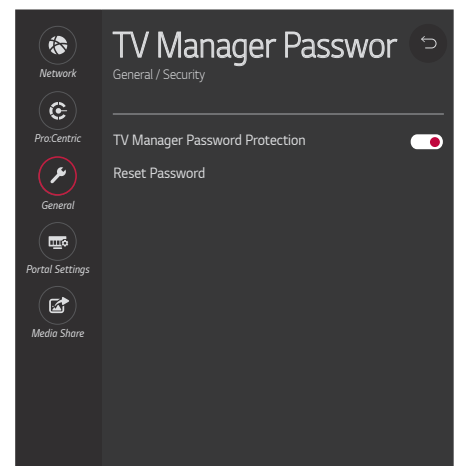 TV Manager Passwor
General / Security
Network
Pro:Centric
General
Portal Settings
Media Share
TV Manager Password Protection
Reset Password